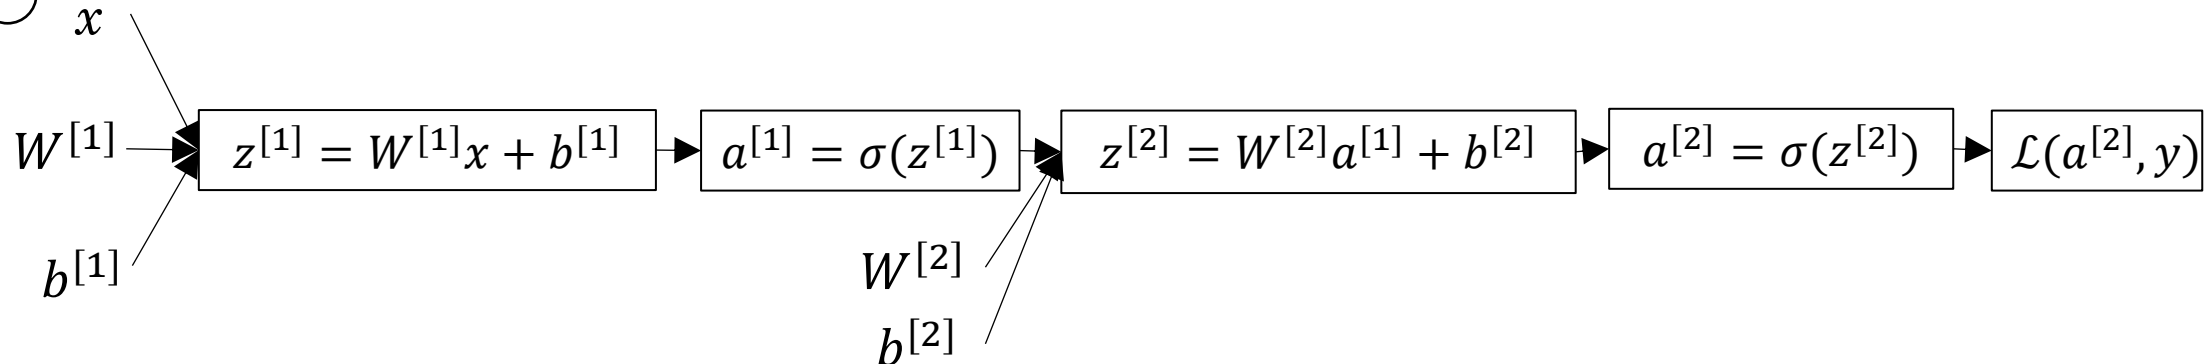 x
W^{[1]}
z^{[1]} = W^{[1]}x + b^{[1]}
a^{[1]} = σ(z^{[1]})
z^{[2]} = W^{[2]}a^{[1]} + b^{[2]}
a^{[2]} = σ(z^{[2]})
ℒ(a^{[2]}, y)
b^{[1]}
W^{[2]}
b^{[2]}